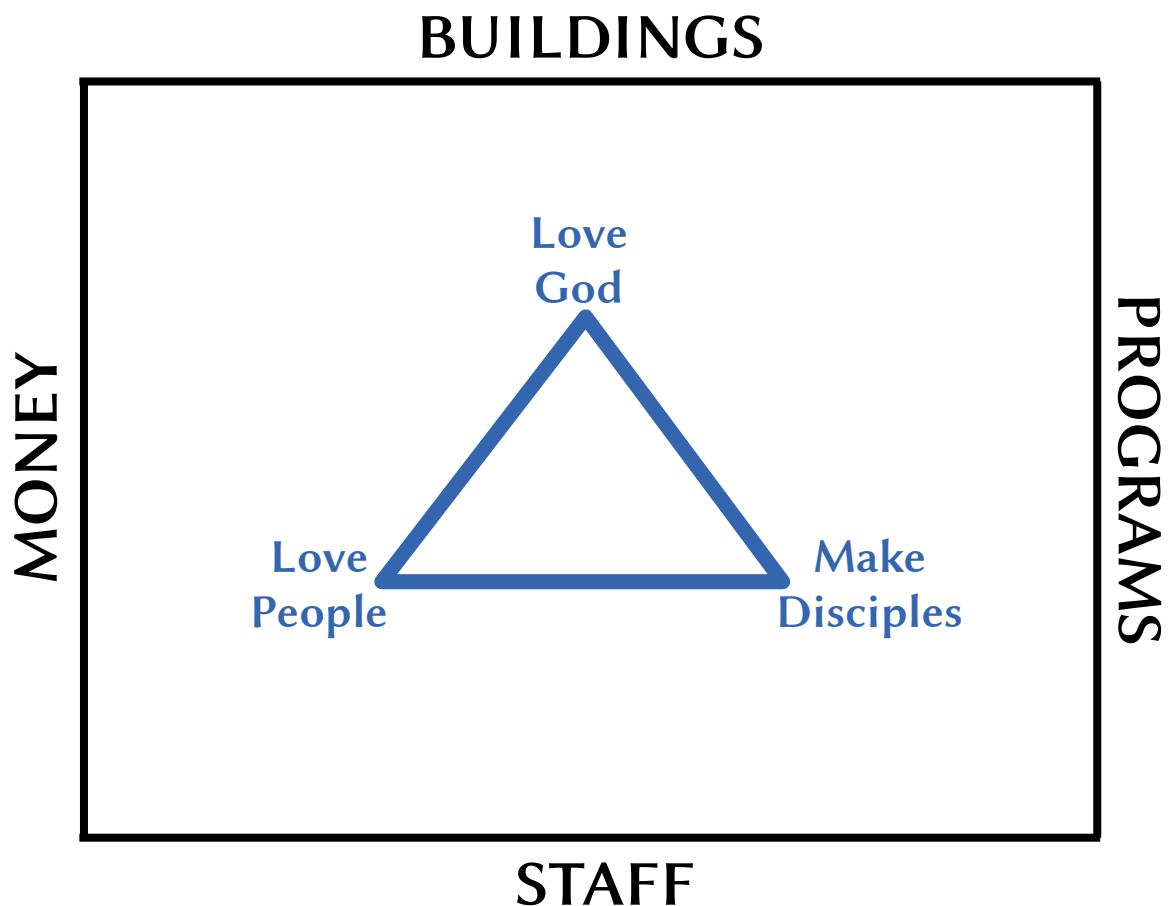 BUILDINGS
Love
God
MONEY
PROGRAMS
Love
People
Make
Disciples
STAFF